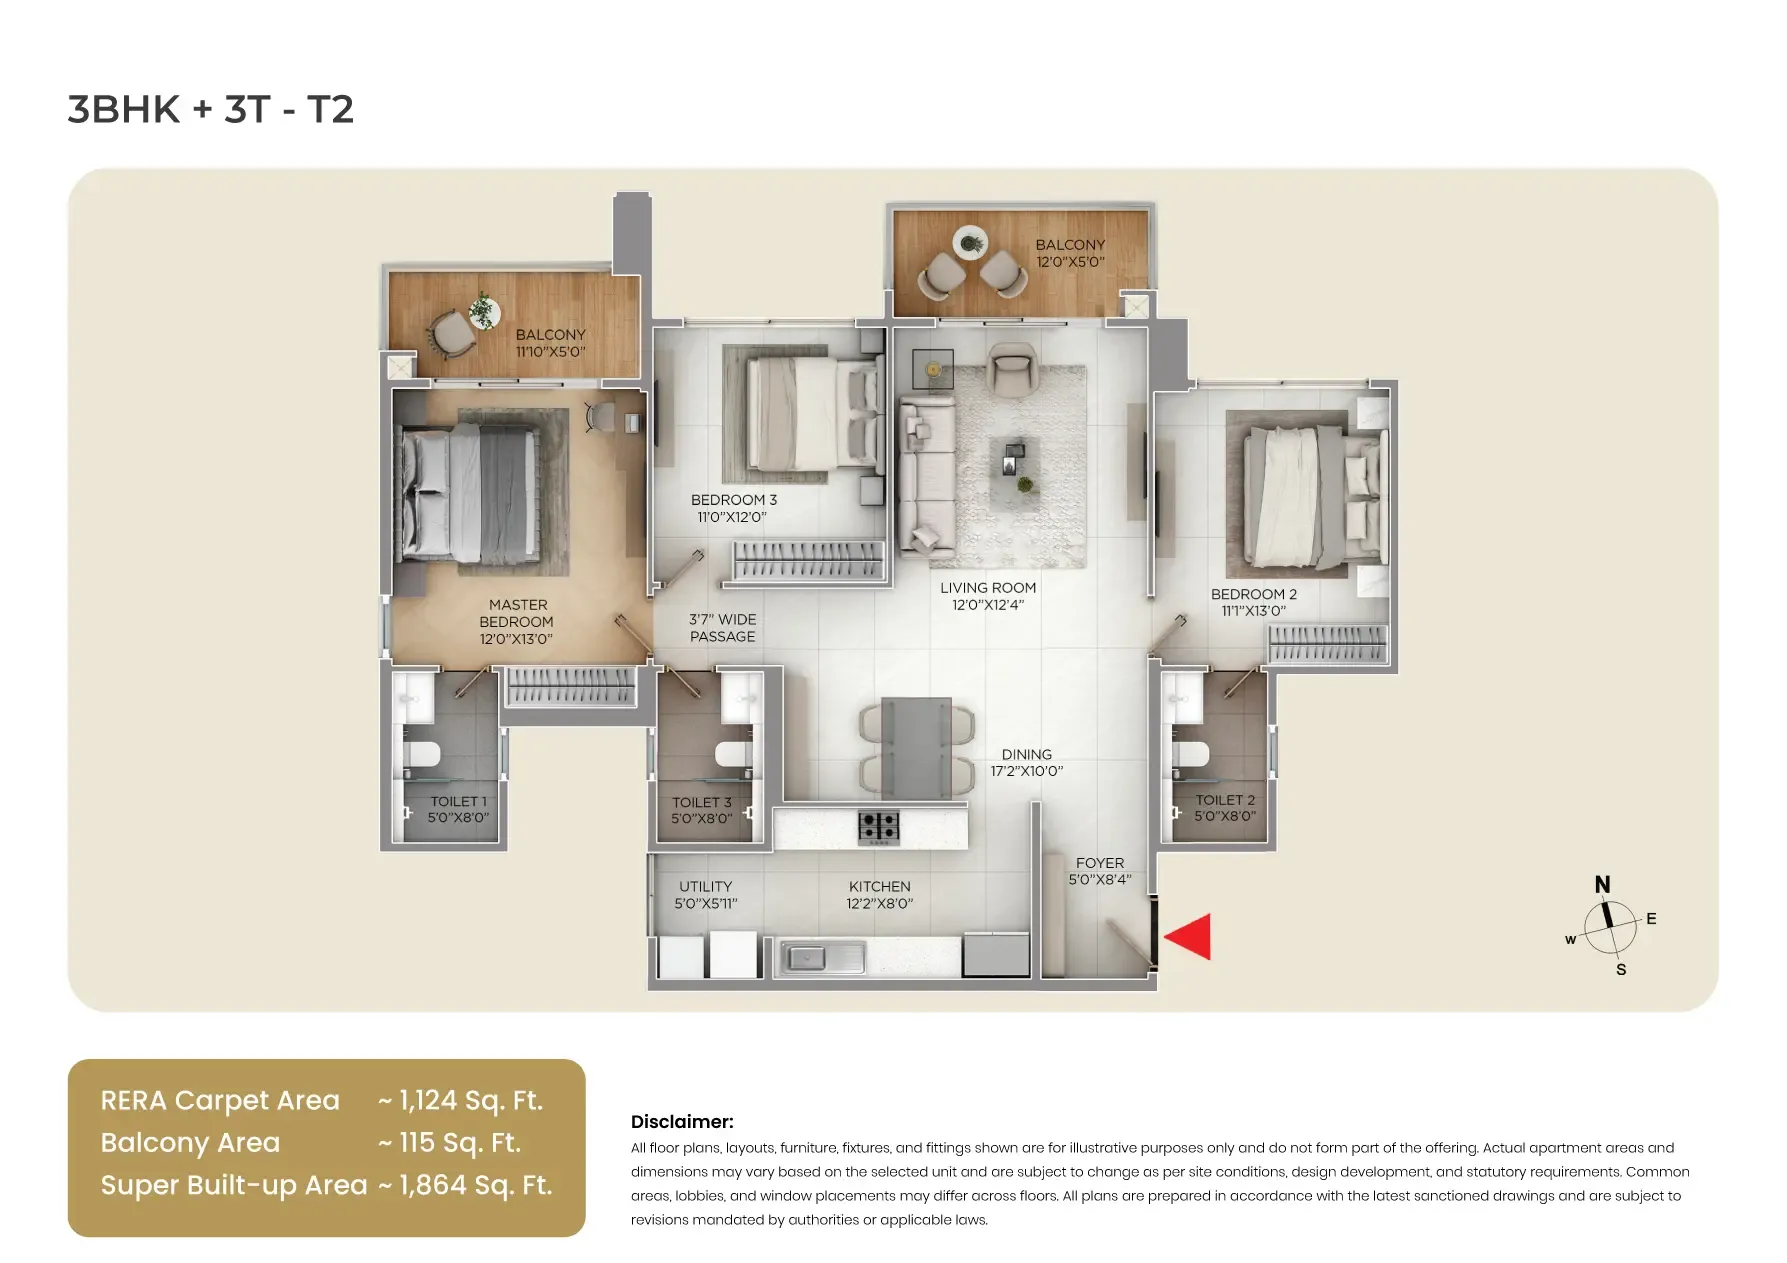 3BHK + 3T - T2
BALCONY
12'0"X5'0"
BALCONY
11'10"X5'0"
BEDROOM 3
11'0"X12'0"
LIVING ROOM
12'0"X12'4"
BEDROOM 2
11'1"X13'0"
MASTER
BEDROOM
12'0"X13'0"
3'7" WIDE
PASSAGE
DINING
17'2"X10'0"
TOILET 1
5'0"X8'0"
TOILET 3
5'0"X8'0"
TOILET 2
5'0"X8'0"
FOYER
5'0"X8'4"
UTILITY
5'0"X5'11"
KITCHEN
12'2"X8'0"
N
E
W
S
RERA Carpet Area ~ 1,124 Sq. Ft.
Balcony Area ~ 115 Sq. Ft.
Super Built-up Area ~ 1,864 Sq. Ft.
Disclaimer:
All floor plans, layouts, furniture, fixtures, and fittings shown are for illustrative purposes only and do not form part of the offering. Actual apartment areas and
dimensions may vary based on the selected unit and are subject to change as per site conditions, design development, and statutory requirements. Common
areas, lobbies, and window placements may differ across floors. All plans are prepared in accordance with the latest sanctioned drawings and are subject to
revisions mandated by authorities or applicable laws.